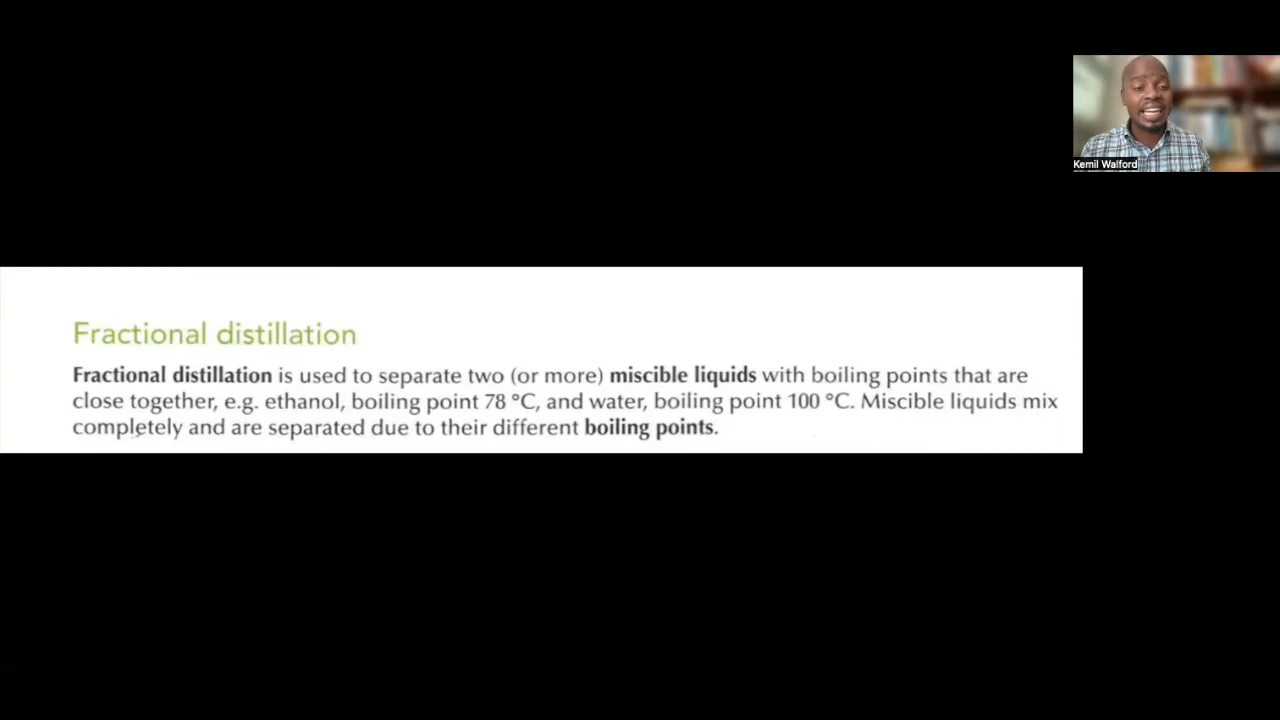 Kemil Walford
Fractional distillation
Fractional distillation is used to separate two (or more) miscible liquids with boiling points that are
close together, e.g. ethanol, boiling point 78 °C, and water, boiling point 100 °C. Miscible liquids mix
completely and are separated due to their different boiling points.